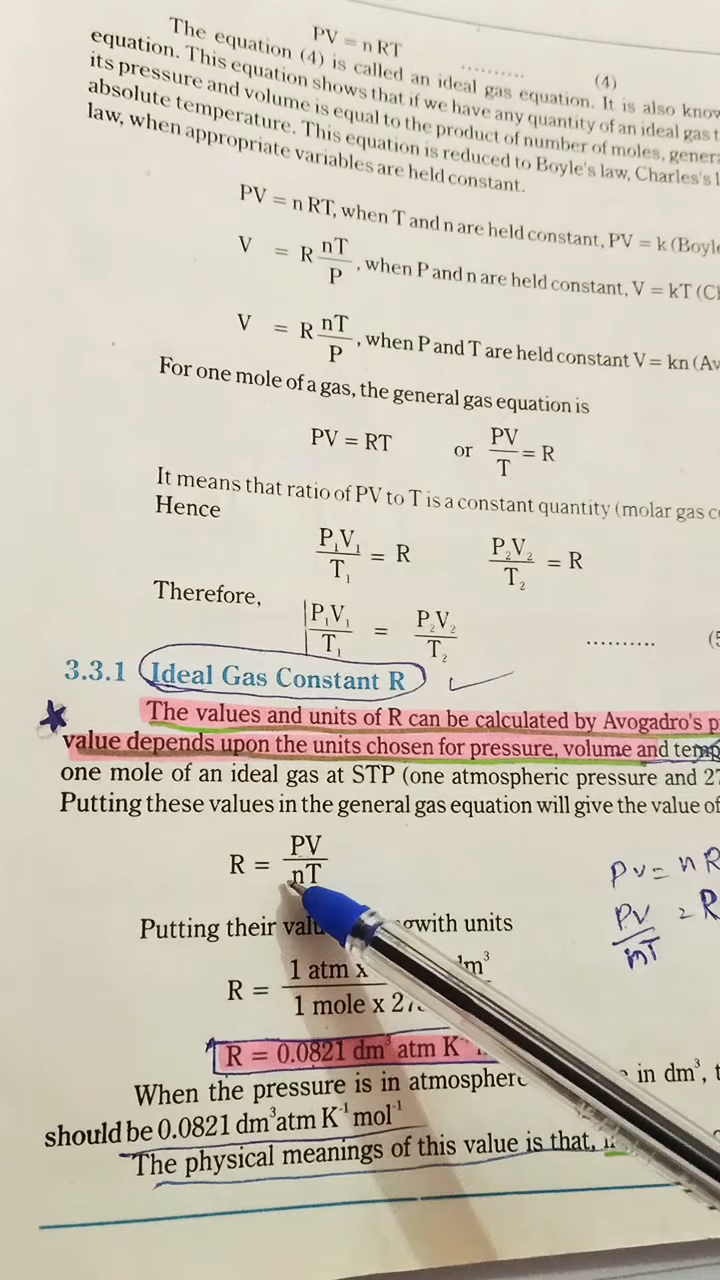 PV = n RT .......... (4)
The equation (4) is called an ideal gas equation. It is also
equation. This equation shows that if we have any quantity of an ideal gas
its pressure and volume is equal to the product of number of moles,
absolute temperature. This equation is reduced to Boyle's law, Charles's
law, when appropriate variables are held constant.
PV = n RT, when T and n are held constant, PV = k
V = R nT/P, when P and n are held constant, V = kT
V = R nT/P, when P and T are held constant V = kn
For one mole of a gas, the general gas equation is
PV = RT or PV/T = R
It means that ratio of PV to T is a constant quantity (molar gas
Hence
P₁V₁/T₁ = R P₂V₂/T₂ = R
Therefore,
P₁V₁/T₁ = P₂V₂/T₂ ..........
3.3.1 Ideal Gas Constant R
The values and units of R can be calculated by Avogadro's
value depends upon the units chosen for pressure, volume and
one mole of an ideal gas at STP (one atmospheric pressure and
Putting these values in the general gas equation will give the value of
R = PV/nT
PV = nR
PV/nT = R
Putting their with units
R = 1 atm x dm³/1 mole x
R = 0.0821 dm³ atm
When the pressure is in in dm³,
should be 0.0821 dm³atm K⁻¹ mol⁻¹
The physical meanings of this value is that,